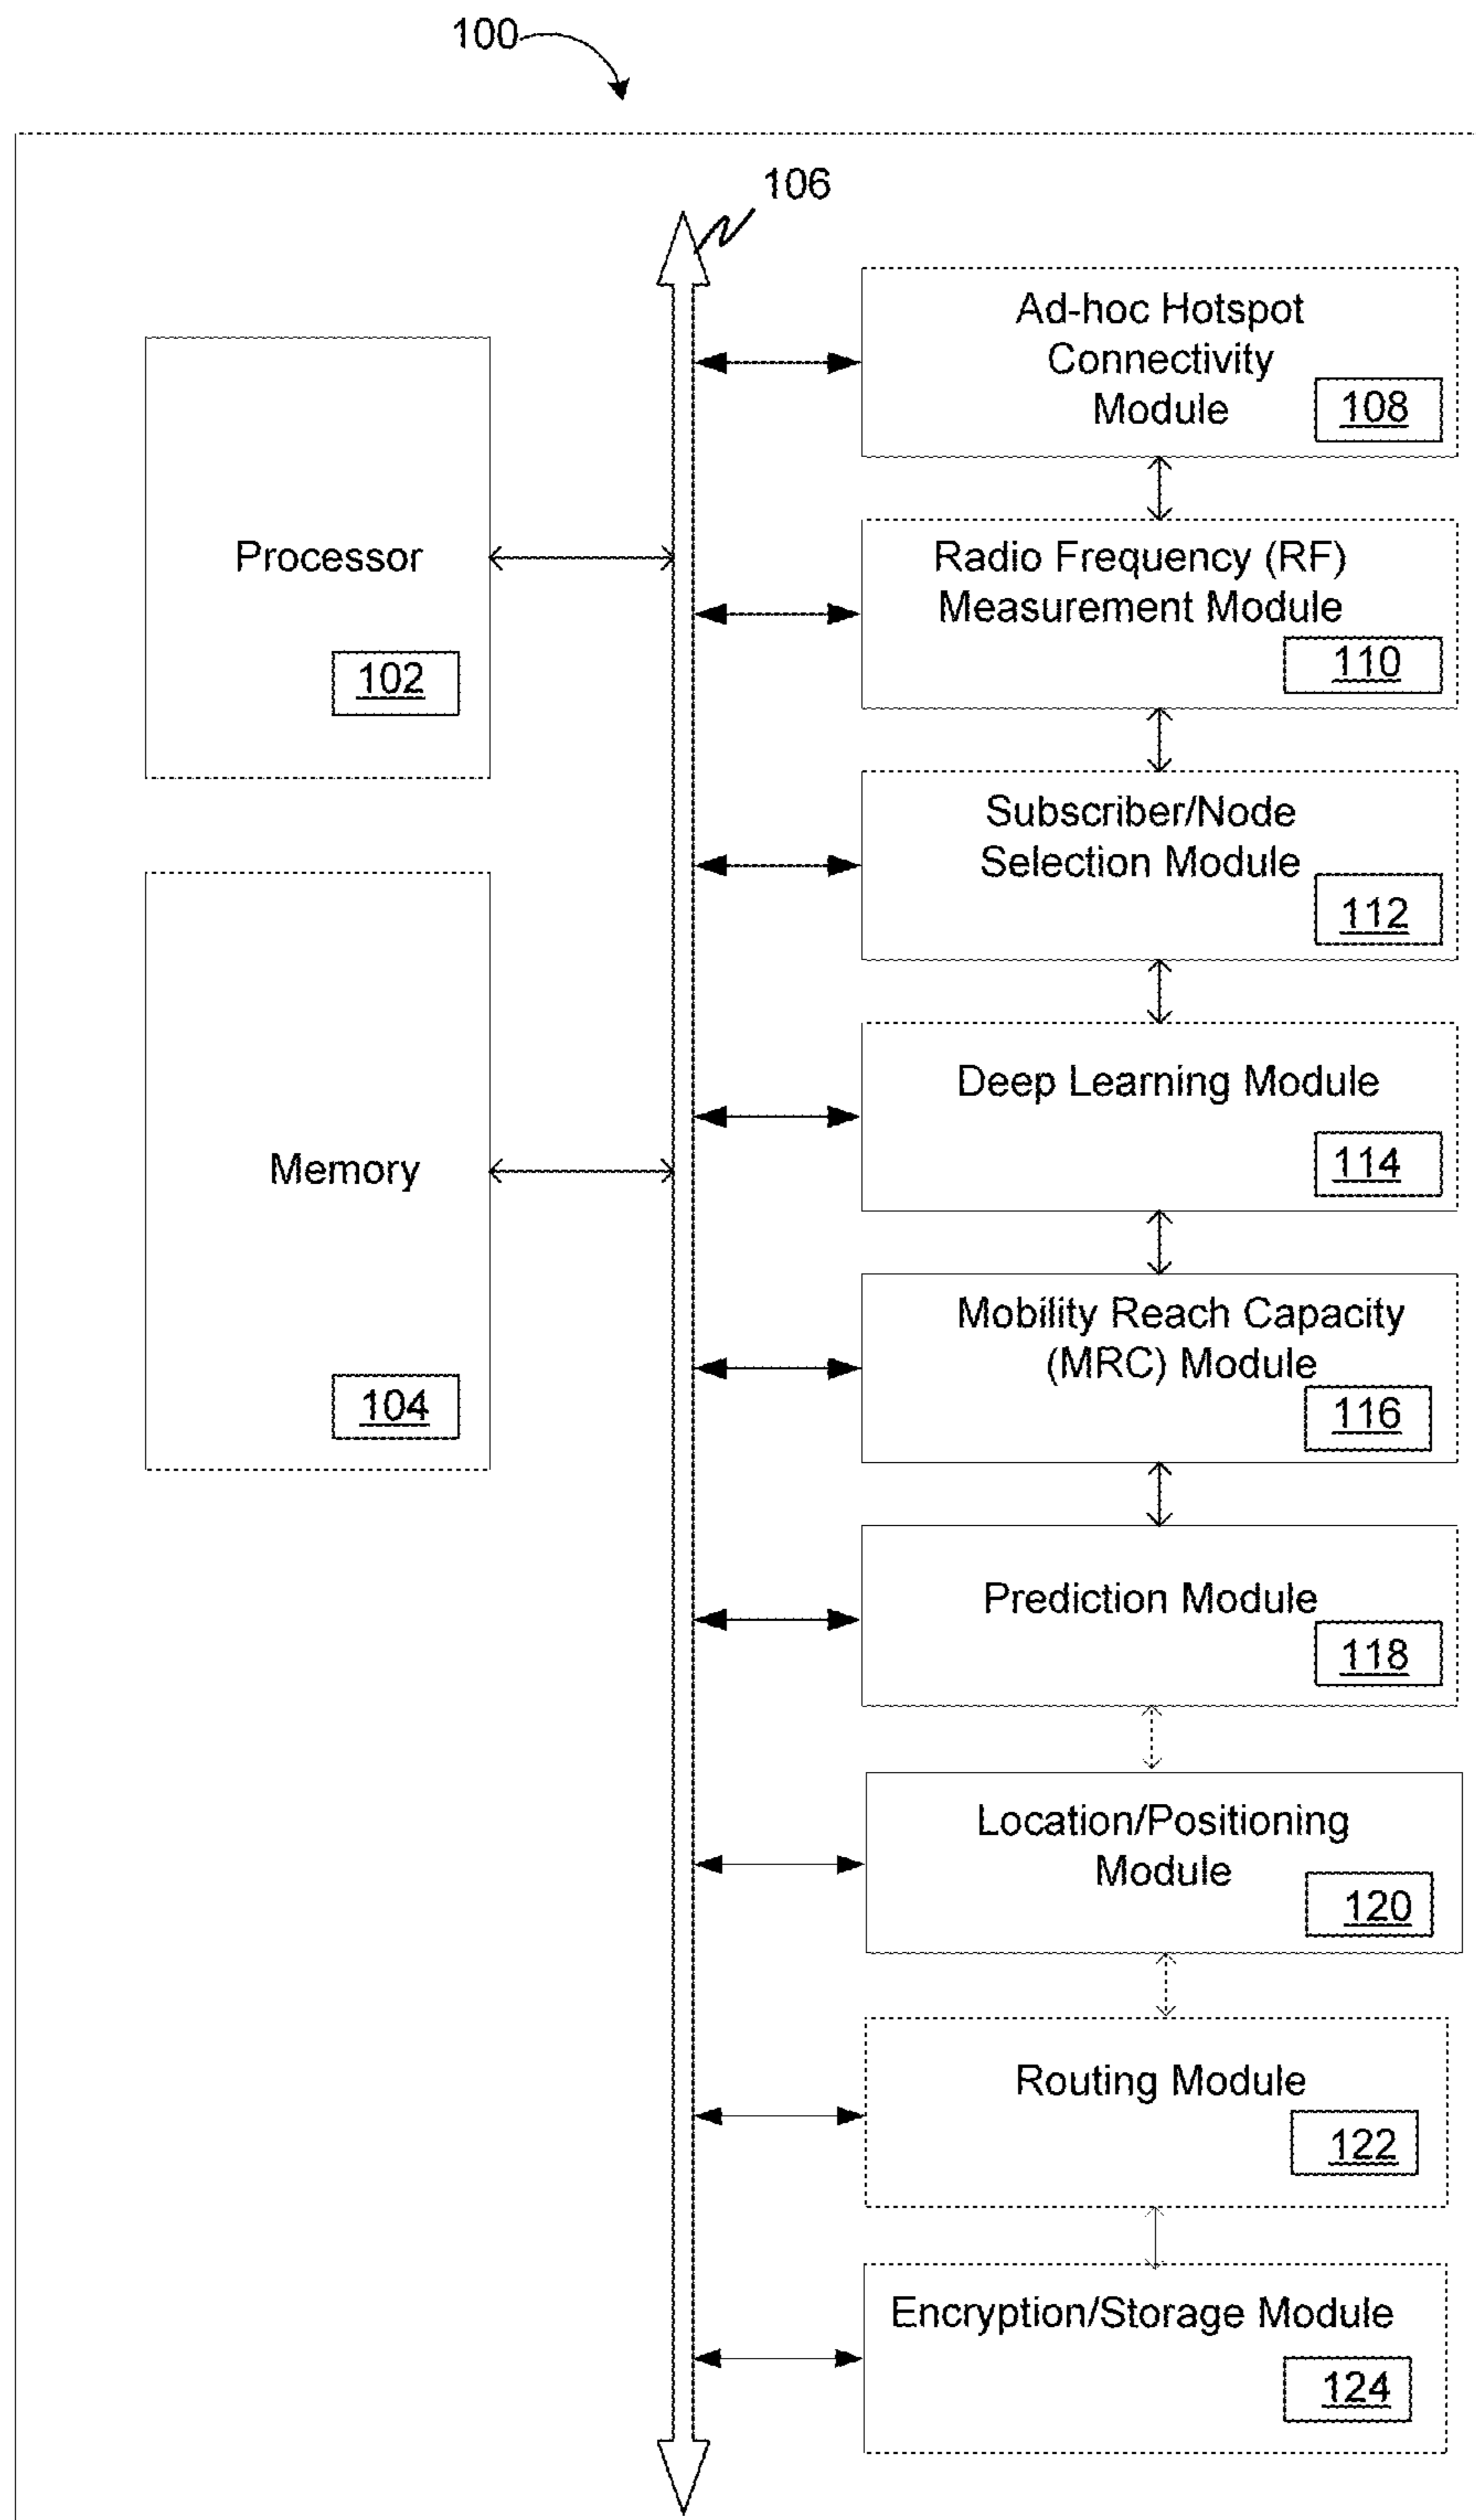 100
106
Ad-hoc Hotspot
Connectivity
Module
108
Processor
102
Radio Frequency (RF)
Measurement Module
110
Subscriber/Node
Selection Module
112
Memory
104
Deep Learning Module
114
Mobility Reach Capacity
(MRC) Module
116
Prediction Module
118
Location/Positioning
Module
120
Routing Module
122
Encryption/Storage Module
124